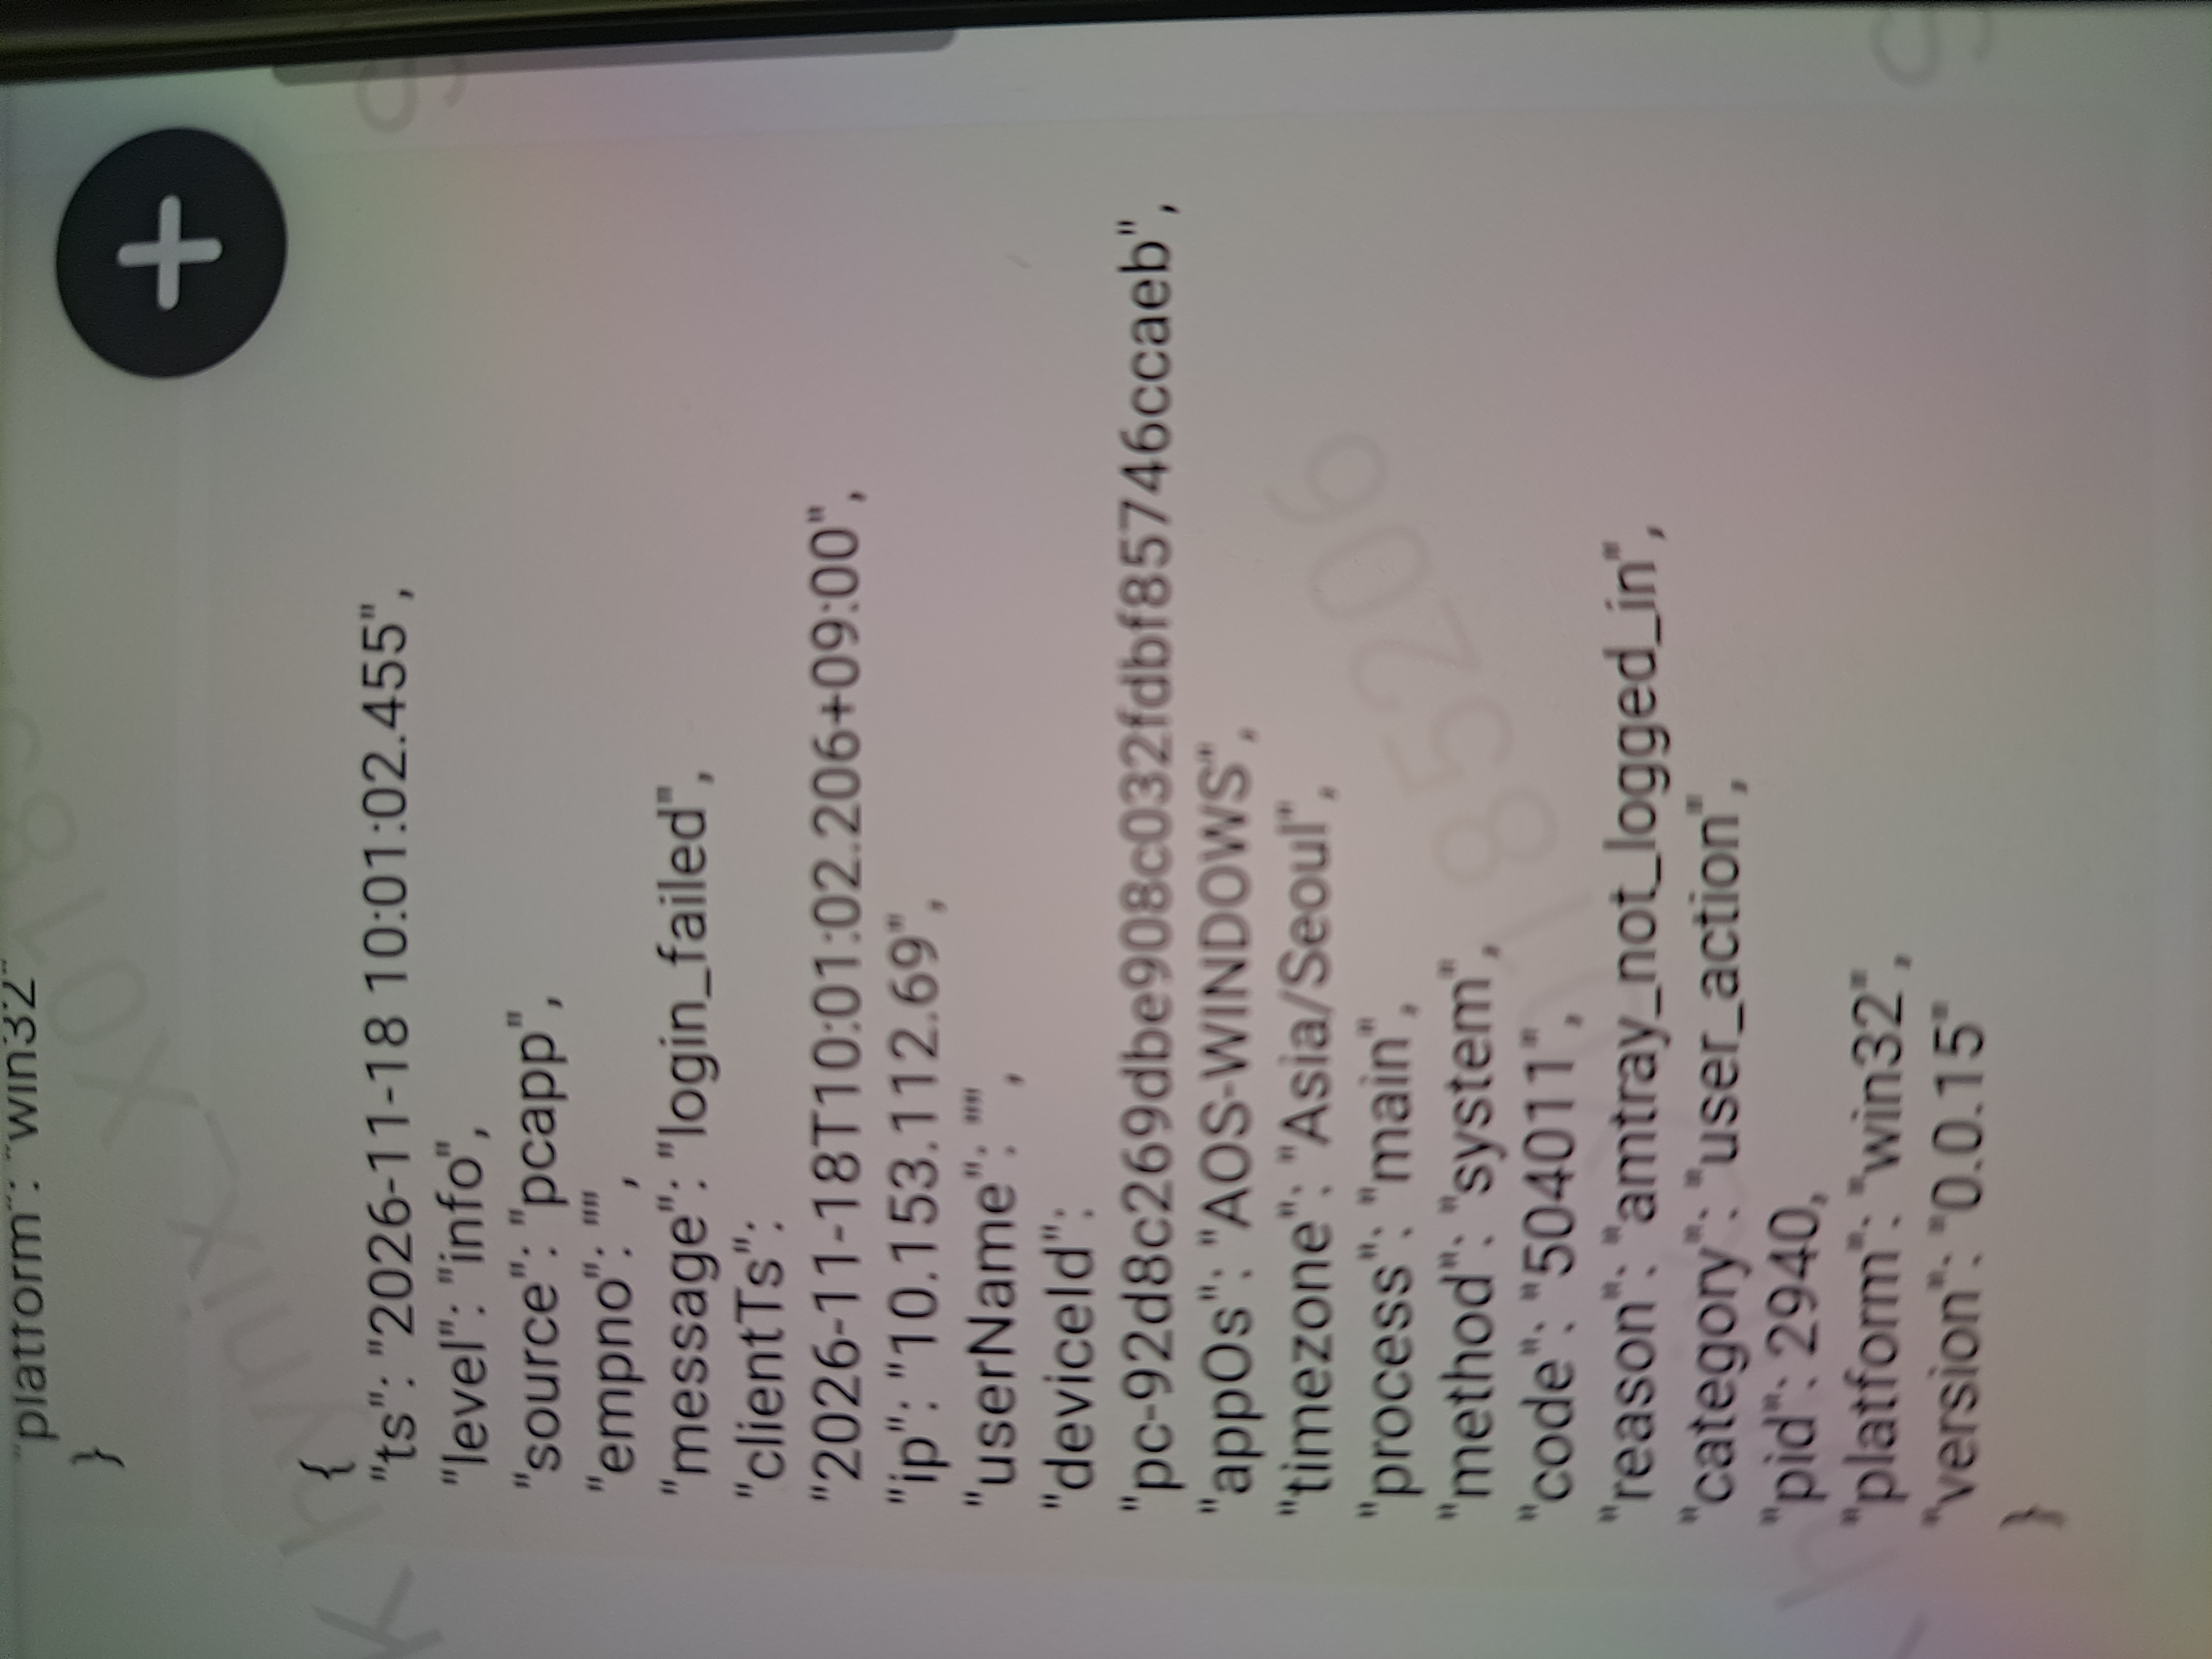 "platform": "win32"
}
K hynix_X0185
{
"ts": "2026-11-18 10:01:02.455",
"level": "info",
"source": "pcapp",
"empno": "",
"message": "login_failed",
"clientTs":
"2026-11-18T10:01:02.206+09:00",
"ip": "10.153.112.69",
"userName": "",
"deviceId":
"pc-92d8c269dbe908c032fdbf85746ccaeb",
"appOs": "AOS-WINDOWS",
"timezone": "Asia/Seoul",
"process": "main",
"method": "system",
"code": "504011",
"reason": "amtray_not_logged_in",
"category": "user_action",
"pid": 2940,
"platform": "win32",
"version": "0.0.15"
}